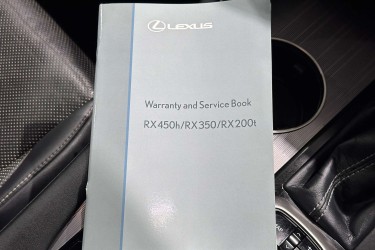 LEXUS
Warranty and Service Book
RX450h/RX350/RX200t